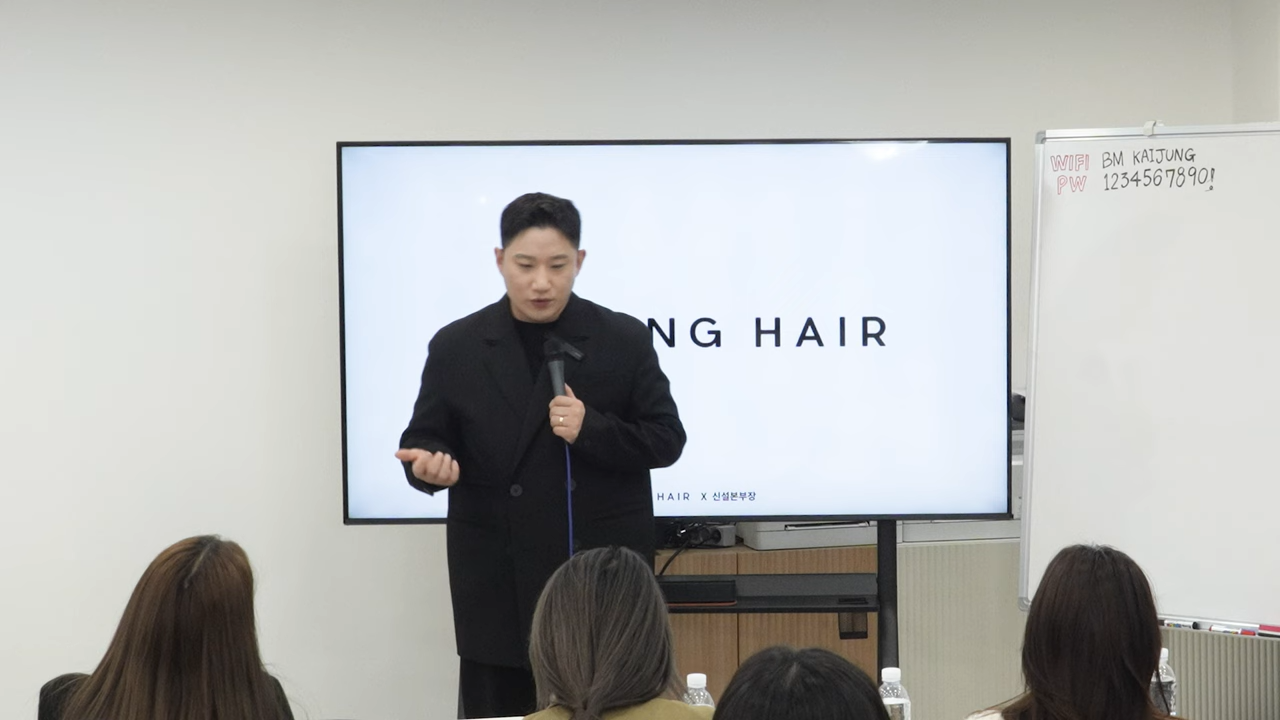 WIFI BM KAIJUNG
PW 1234567890!
NG HAIR
HAIR X 신설본부장